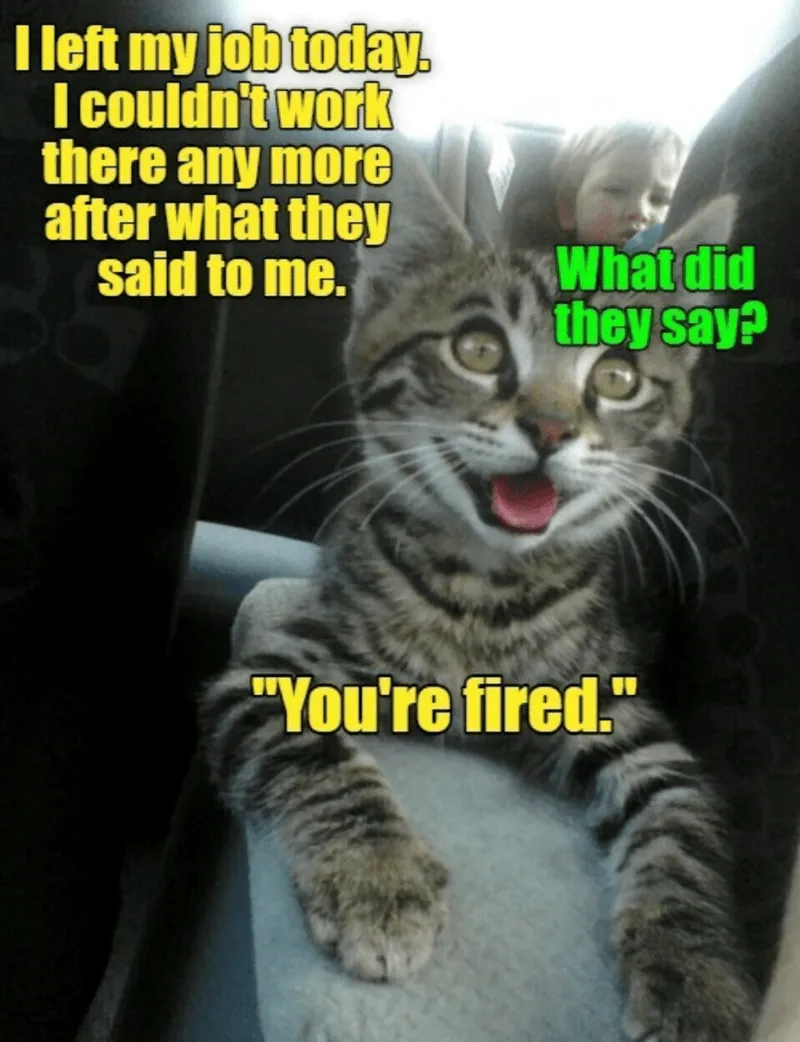 I left my job today.
I couldn't work
there any more
after what they
said to me.
What did
they say?
"You're fired."